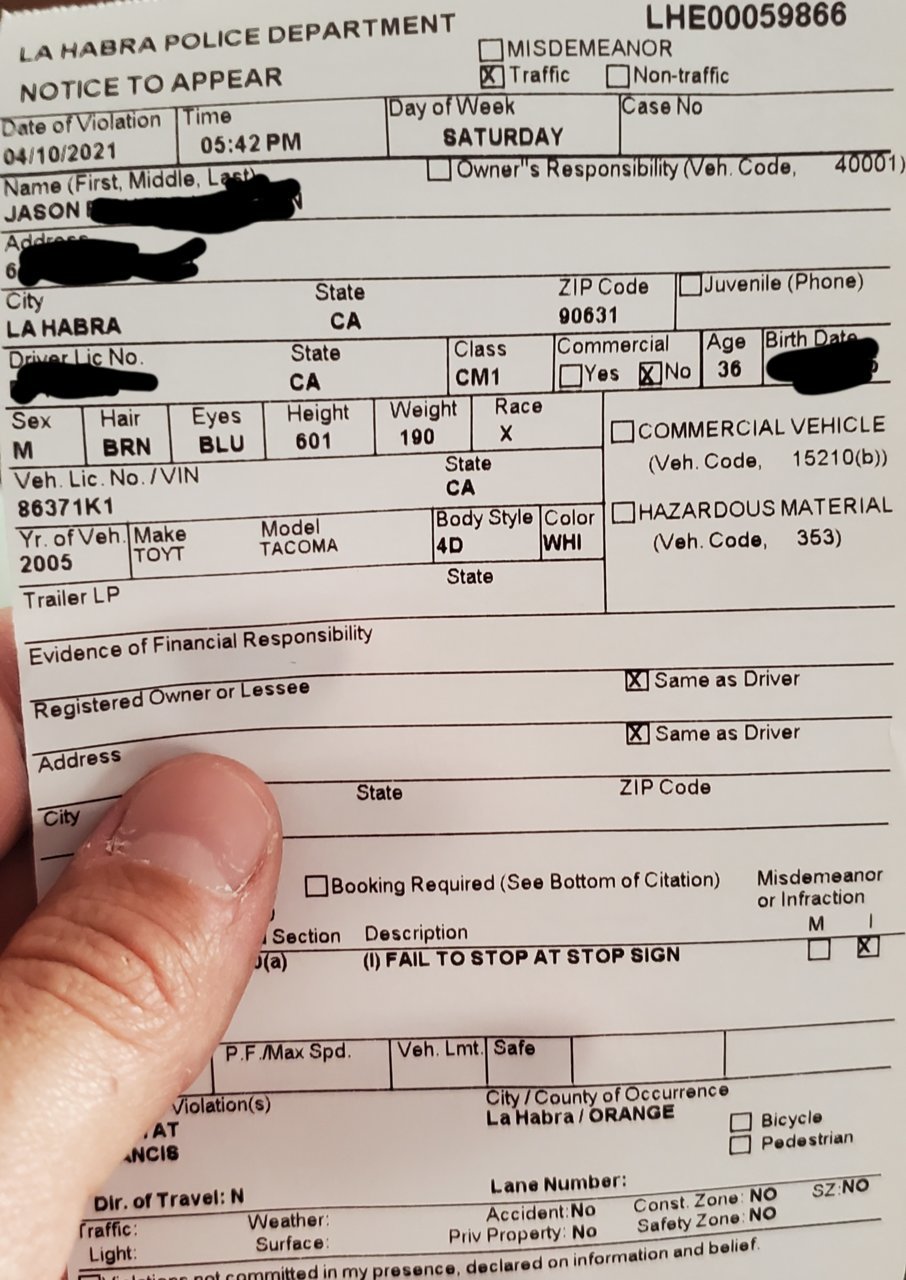 LHE00059866
LA HABRA POLICE DEPARTMENT
MISDEMEANOR
NOTICE TO APPEAR
X Traffic Non-traffic
Date of Violation Time Day of Week Case No
04/10/2021 05:42 PM SATURDAY
Name (First, Middle, Last) Owner"s Responsibility (Veh. Code, 40001)
JASON
Address
6
City State ZIP Code Juvenile (Phone)
LA HABRA CA 90631
Driver Lic No. State Class Commercial Age Birth Date
CA CM1 Yes X No 36
Sex Hair Eyes Height Weight Race
M BRN BLU 601 190 X
COMMERCIAL VEHICLE
(Veh. Code, 15210(b))
Veh. Lic. No. / VIN State
86371K1 CA
HAZARDOUS MATERIAL
(Veh. Code, 353)
Yr. of Veh. Make Model Body Style Color
2005 TOYT TACOMA 4D WHI
Trailer LP State
Evidence of Financial Responsibility
Registered Owner or Lessee X Same as Driver
Address X Same as Driver
City State ZIP Code
Booking Required (See Bottom of Citation) Misdemeanor
or Infraction
Section Description M I
(a) (I) FAIL TO STOP AT STOP SIGN X
P.F./Max Spd. Veh. Lmt. Safe
Violation(s) City / County of Occurrence
AT La Habra / ORANGE
Bicycle
ANCIS Pedestrian
Dir. of Travel: N Lane Number:
Traffic: Weather: Accident: No Const. Zone: NO SZ:NO
Light: Surface: Priv Property: No Safety Zone: NO
Violations not committed in my presence, declared on information and belief.